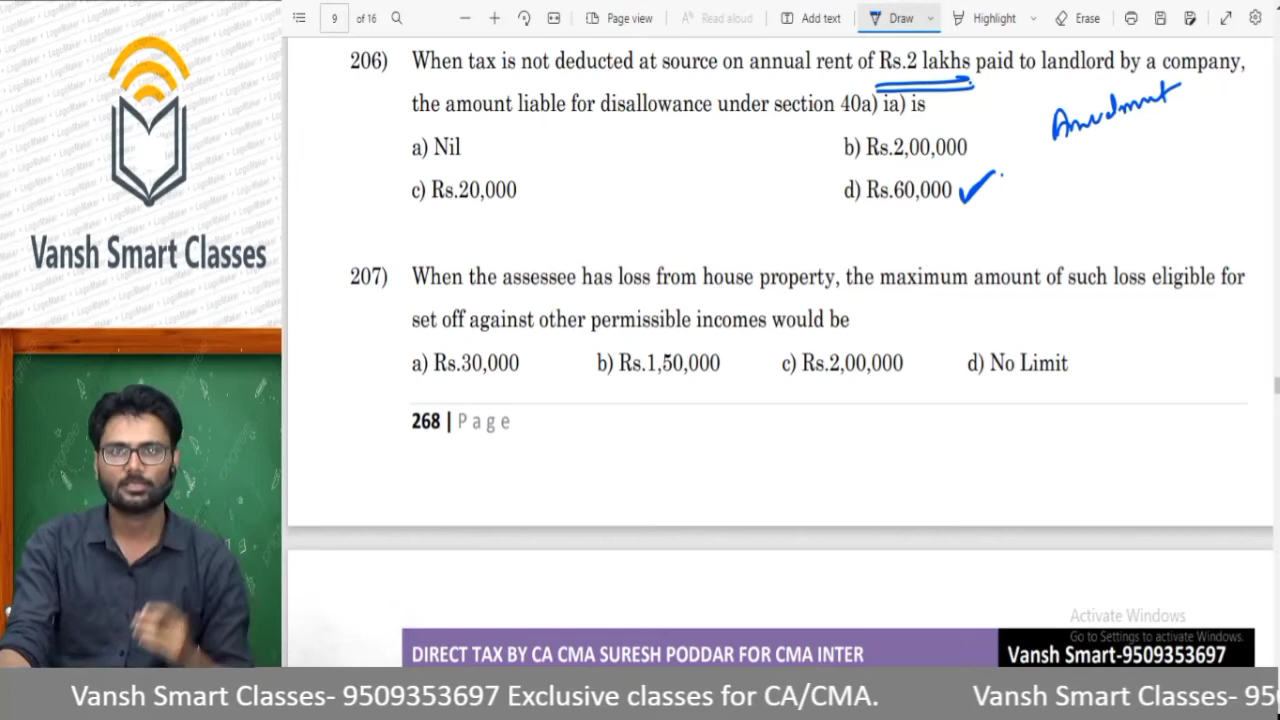 9 of 16 Page view Read aloud Add text Draw Highlight Erase
206) When tax is not deducted at source on annual rent of Rs.2 lakhs paid to landlord by a company,
the amount liable for disallowance under section 40a) ia) is
Amendment
a) Nil b) Rs.2,00,000
c) Rs.20,000 d) Rs.60,000
Vansh Smart Classes
207) When the assessee has loss from house property, the maximum amount of such loss eligible for
set off against other permissible incomes would be
a) Rs.30,000 b) Rs.1,50,000 c) Rs.2,00,000 d) No Limit
268 | Page
Activate Windows
Go to Settings to activate Windows.
DIRECT TAX BY CA CMA SURESH PODDAR FOR CMA INTER Vansh Smart-9509353697
Vansh Smart Classes- 9509353697 Exclusive classes for CA/CMA. Vansh Smart Classes- 950